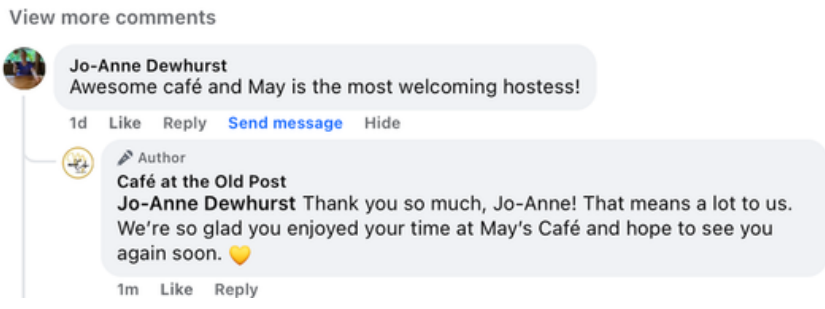 View more comments
Jo-Anne Dewhurst
Awesome café and May is the most welcoming hostess!
1d Like Reply Send message Hide
Author
Café at the Old Post
Jo-Anne Dewhurst Thank you so much, Jo-Anne! That means a lot to us.
We're so glad you enjoyed your time at May's Café and hope to see you
again soon. 💛
1m Like Reply